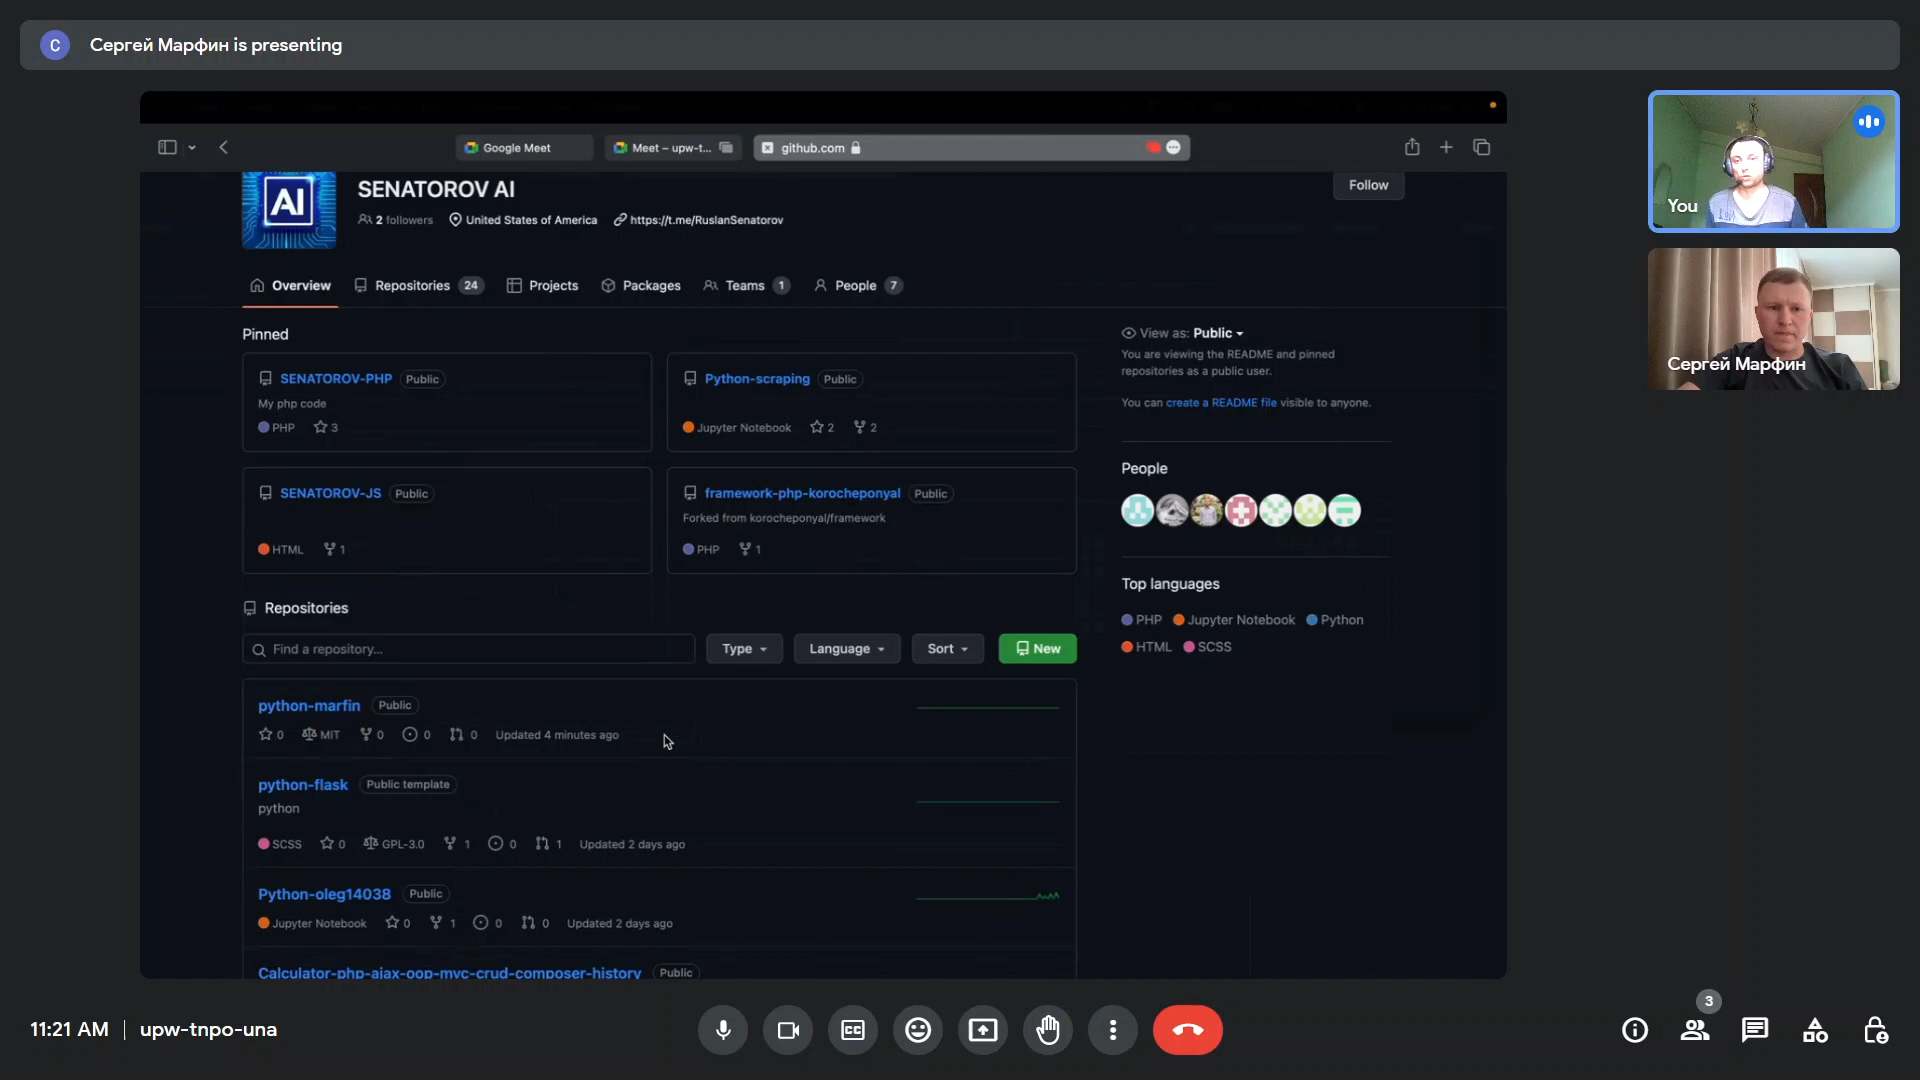 C Сергей Марфин is presenting
Google Meet
Meet – upw-t...
github.com
AI
SENATOROV AI
Follow
2 followers United States of America https://t.me/RuslanSenatorov
Overview Repositories 24 Projects Packages Teams 1 People 7
Pinned
SENATOROV-PHP Public
My php code
PHP 3
Python-scraping Public
Jupyter Notebook 2 2
SENATOROV-JS Public
HTML 1
framework-php-korocheponyal Public
Forked from korocheponyal/framework
PHP 1
View as: Public
You are viewing the README and pinned
repositories as a public user.
You can create a README file visible to anyone.
People
Top languages
PHP Jupyter Notebook Python
HTML SCSS
Repositories
Find a repository... Type Language Sort New
python-marfin Public
0 MIT 0 0 0 Updated 4 minutes ago
python-flask Public template
python
SCSS 0 GPL-3.0 1 0 1 Updated 2 days ago
Python-oleg14038 Public
Jupyter Notebook 0 1 0 0 Updated 2 days ago
Calculator-php-ajax-oop-mvc-crud-composer-history Public
You
Сергей Марфин
11:21 AM | upw-tnpo-una
CC
3